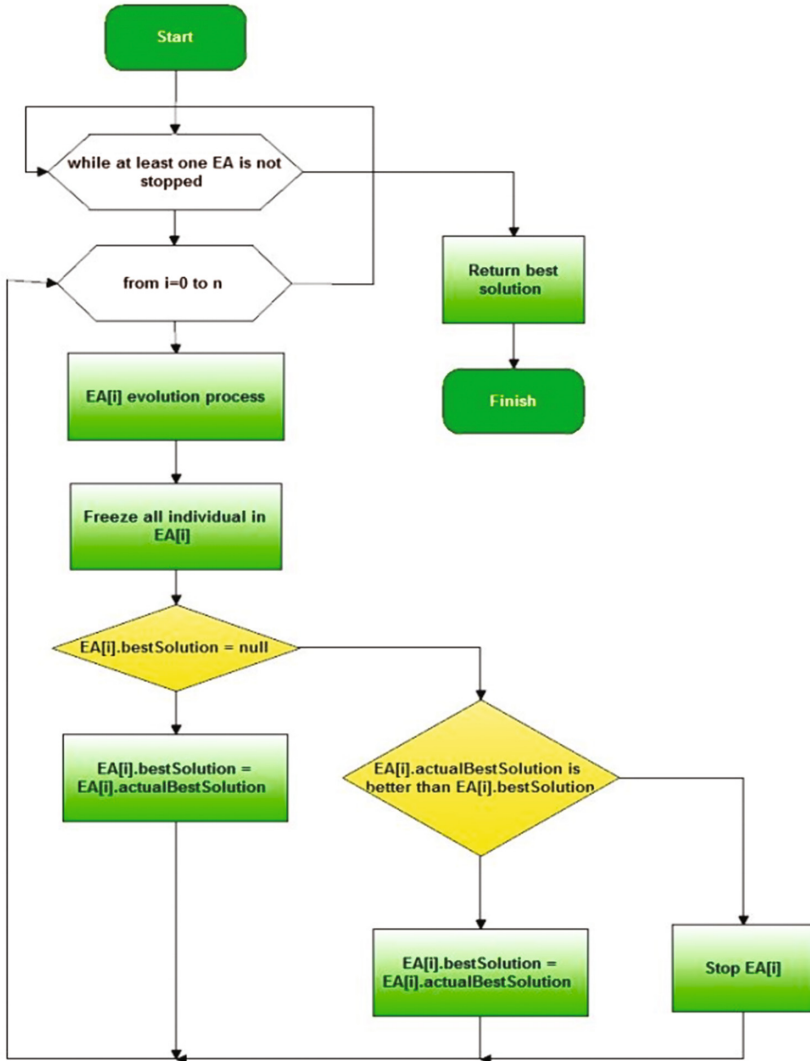 Start
while at least one EA is not
stopped
from i=0 to n
Return best
solution
EA[i] evolution process
Finish
Freeze all individual in
EA[i]
EA[i].bestSolution = null
EA[i].bestSolution =
EA[i].actualBestSolution
EA[i].actualBestSolution is
better than EA[i].bestSolution
EA[i].bestSolution =
EA[i].actualBestSolution
Stop EA[i]